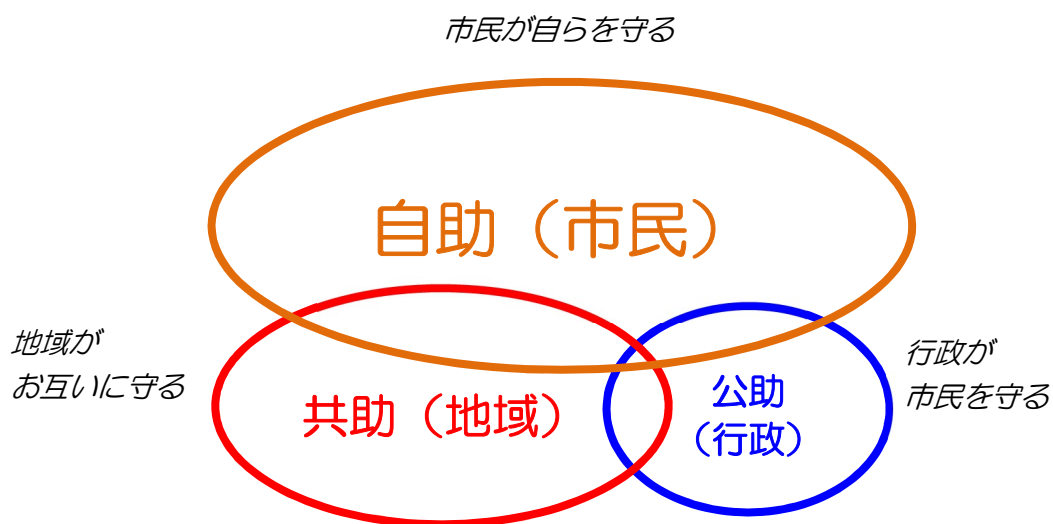 市民が自らを守る
自助（市民）
地域が
お互いに守る
共助（地域）
公助
（行政）
行政が
市民を守る